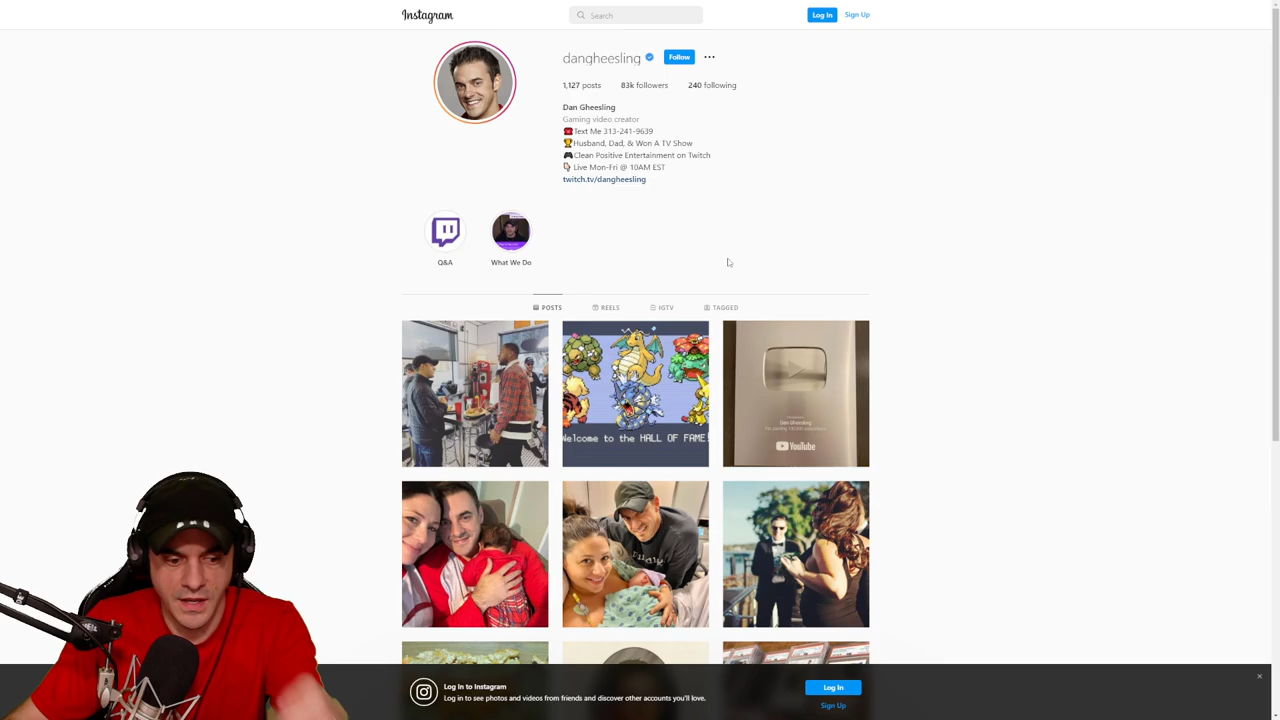 Instagram
Search
Log In
Sign Up
dangheesling
Follow
1,127 posts
83k followers
240 following
Dan Gheesling
Gaming video creator
☎️Text Me 313-241-9639
🏆Husband, Dad, & Won A TV Show
🎮Clean Positive Entertainment on Twitch
👇🏻 Live Mon-Fri @ 10AM EST
twitch.tv/dangheesling
Q&A
What We Do
POSTS
REELS
IGTV
TAGGED
Welcome to the HALL OF FAME!
Dan Gheesling
YouTube
Log In to Instagram
Log in to see photos and videos from friends and discover other accounts you'll love.
Log In
Sign Up